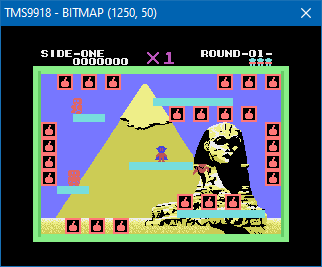 TMS9918 - BITMAP (1250, 50)
SIDE-ONE ×1 ROUND-01-
0000000